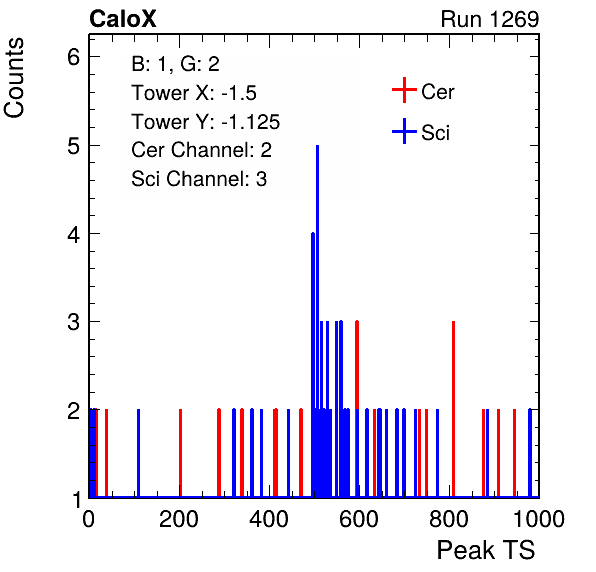 CaloX Run 1269
Counts
B: 1, G: 2
Tower X: -1.5
Tower Y: -1.125
Cer Channel: 2
Sci Channel: 3
Cer
Sci
6
5
4
3
2
1
0 200 400 600 800 1000
Peak TS